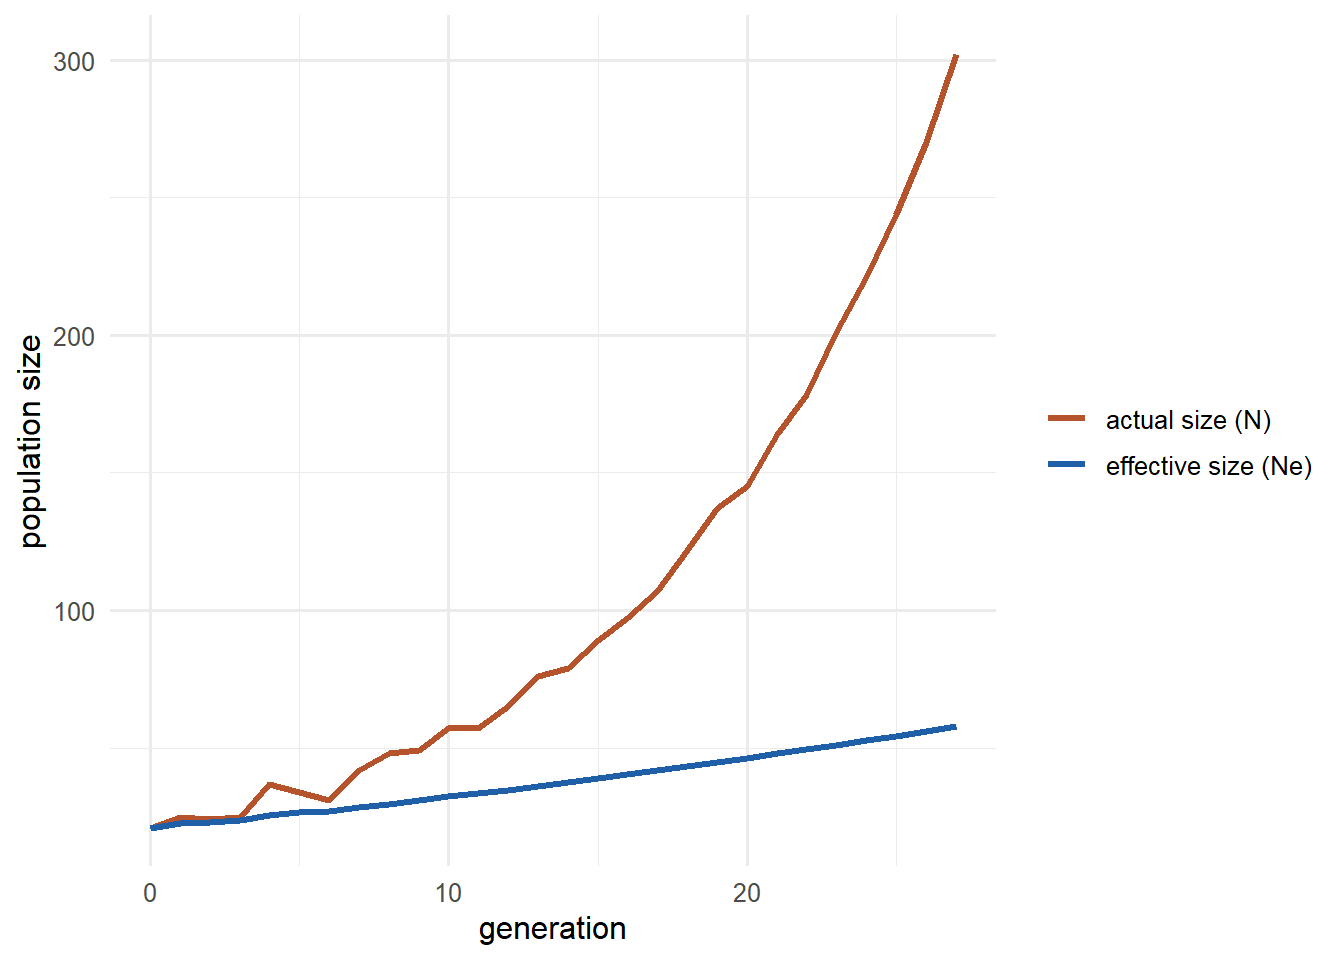 300
200
100
population size
0 10 20
generation
actual size (N)
effective size (Ne)